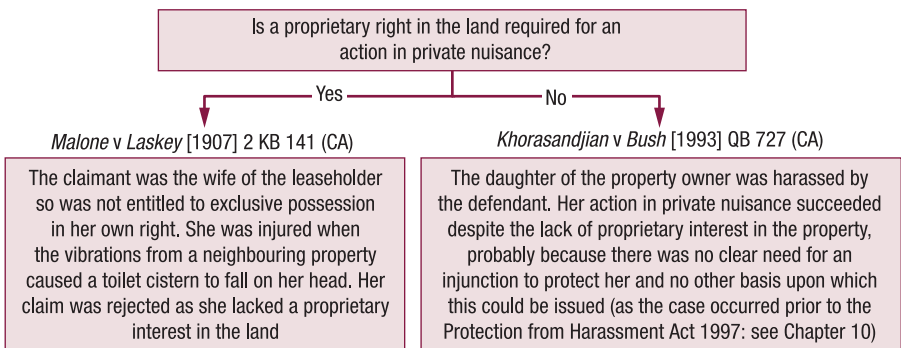 Is a proprietary right in the land required for an
action in private nuisance?
Yes
No
Malone v Laskey [1907] 2 KB 141 (CA)
The claimant was the wife of the leaseholder
so was not entitled to exclusive possession
in her own right. She was injured when
the vibrations from a neighbouring property
caused a toilet cistern to fall on her head. Her
claim was rejected as she lacked a proprietary
interest in the land
Khorasandjian v Bush [1993] QB 727 (CA)
The daughter of the property owner was harassed by
the defendant. Her action in private nuisance succeeded
despite the lack of proprietary interest in the property,
probably because there was no clear need for an
injunction to protect her and no other basis upon which
this could be issued (as the case occurred prior to the
Protection from Harassment Act 1997: see Chapter 10)